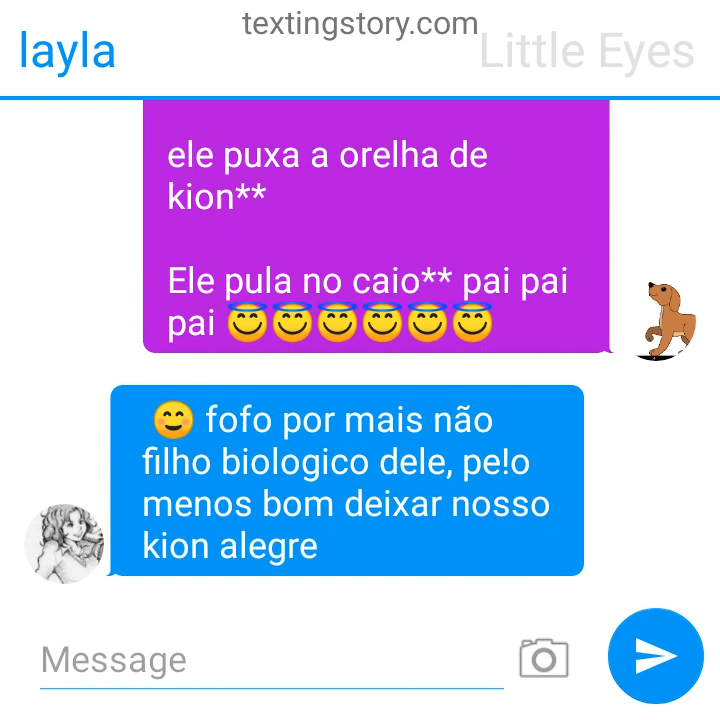 textingstory.com
layla
Little Eyes
ele puxa a orelha de
kion**
Ele pula no caio** pai pai
pai 😇😇😇😇😇😇
😊 fofo por mais não
filho biologico dele, pe!o
menos bom deixar nosso
kion alegre
Message